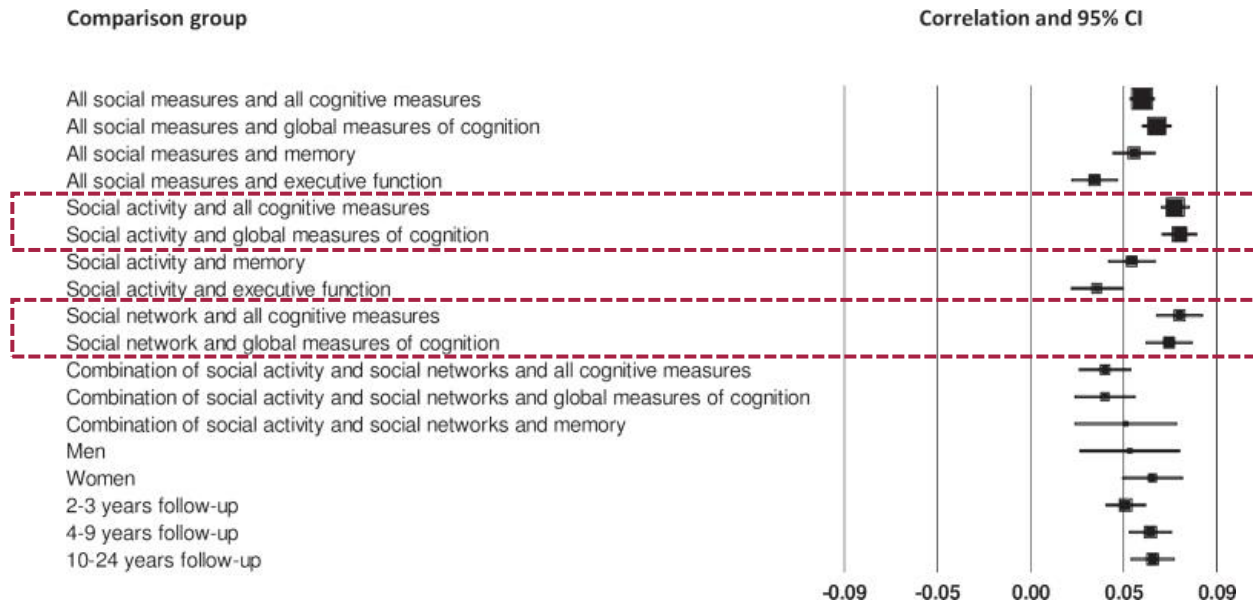 Comparison group Correlation and 95% CI
All social measures and all cognitive measures
All social measures and global measures of cognition
All social measures and memory
All social measures and executive function
Social activity and all cognitive measures
Social activity and global measures of cognition
Social activity and memory
Social activity and executive function
Social network and all cognitive measures
Social network and global measures of cognition
Combination of social activity and social networks and all cognitive measures
Combination of social activity and social networks and global measures of cognition
Combination of social activity and social networks and memory
Men
Women
2-3 years follow-up
4-9 years follow-up
10-24 years follow-up
-0.09 -0.05 0.00 0.05 0.09